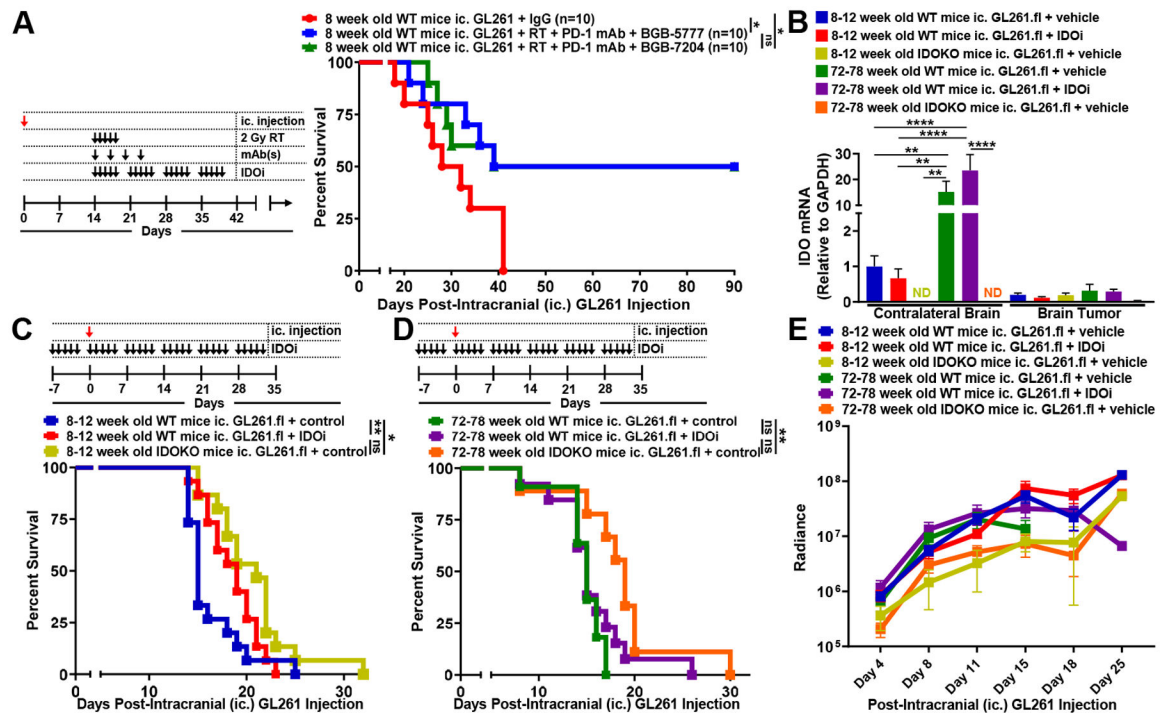 A
8 week old WT mice ic. GL261 + IgG (n=10)
8 week old WT mice ic. GL261 + RT + PD-1 mAb + BGB-5777 (n=10)
8 week old WT mice ic. GL261 + RT + PD-1 mAb + BGB-7204 (n=10)
*
ns
*
ic. injection
2 Gy RT
mAb(s)
IDOi
0 7 14 21 28 35 42
Days
Percent Survival
100
75
50
25
0
0 20 30 40 50 60 70 80 90
Days Post-Intracranial (ic.) GL261 Injection
B
8-12 week old WT mice ic. GL261.fl + vehicle
8-12 week old WT mice ic. GL261.fl + IDOi
8-12 week old IDOKO mice ic. GL261.fl + vehicle
72-78 week old WT mice ic. GL261.fl + vehicle
72-78 week old WT mice ic. GL261.fl + IDOi
72-78 week old IDOKO mice ic. GL261.fl + vehicle
****
****
**
**
**
****
IDO mRNA
(Relative to GAPDH)
30
20
10
2
1
0
ND
ND
Contralateral Brain Brain Tumor
C
ic. injection
IDOi
-7 0 7 14 21 28 35
Days
8-12 week old WT mice ic. GL261.fl + control
8-12 week old WT mice ic. GL261.fl + IDOi
8-12 week old IDOKO mice ic. GL261.fl + control
**
ns
*
Percent Survival
100
75
50
25
0
0 10 20 30
Days Post-Intracranial (ic.) GL261 Injection
D
ic. injection
IDOi
-7 0 7 14 21 28 35
Days
72-78 week old WT mice ic. GL261.fl + control
72-78 week old WT mice ic. GL261.fl + IDOi
72-78 week old IDOKO mice ic. GL261.fl + control
ns
ns
**
Percent Survival
100
75
50
25
0
0 10 20 30
Days Post-Intracranial (ic.) GL261 Injection
E
8-12 week old WT mice ic. GL261.fl + vehicle
8-12 week old WT mice ic. GL261.fl + IDOi
8-12 week old IDOKO mice ic. GL261.fl + vehicle
72-78 week old WT mice ic. GL261.fl + vehicle
72-78 week old WT mice ic. GL261.fl + IDOi
72-78 week old IDOKO mice ic. GL261.fl + vehicle
Radiance
10⁹
10⁸
10⁷
10⁶
10⁵
Day 4 Day 8 Day 11 Day 15 Day 18 Day 25
Post-Intracranial (ic.) GL261 Injection